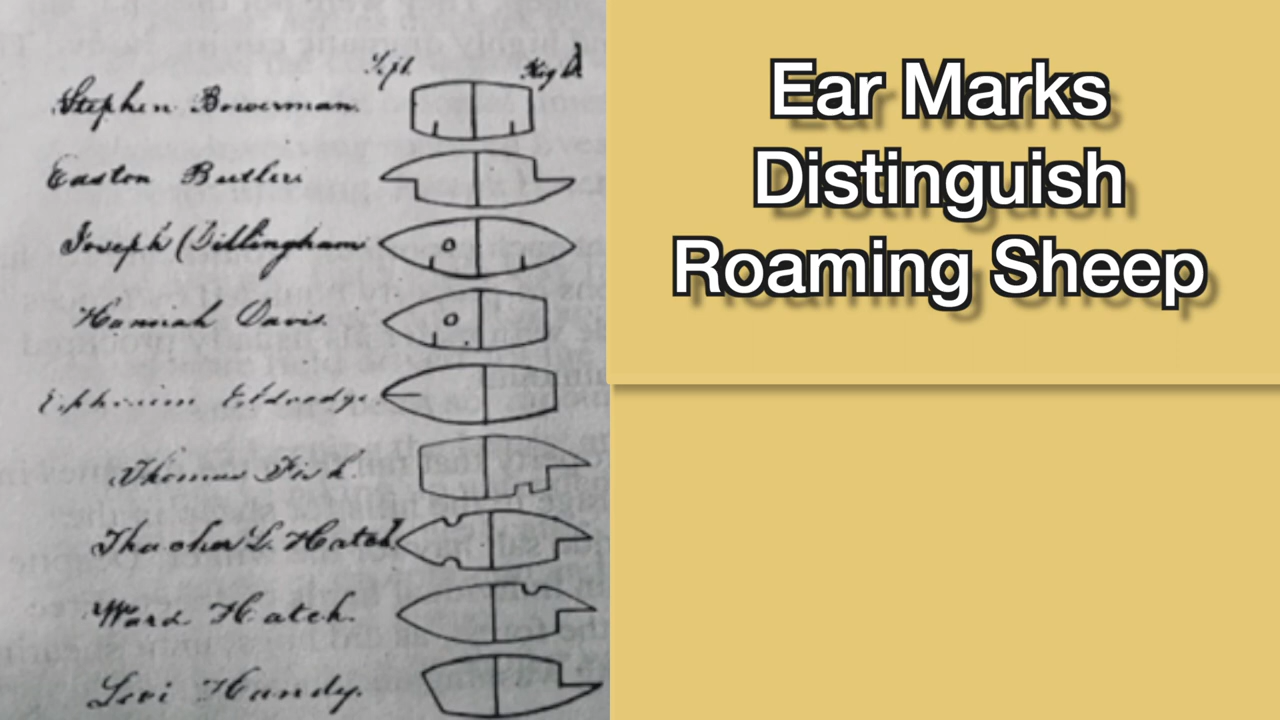 Left Right
Stephen Bowerman.
Easton Butler
Joseph Dillingham
Hannah Davis.
Ephraim Eldredge
Thomas Fish.
Thacher L. Hatch
Ward Hatch.
Levi Handy.
Ear Marks
Distinguish
Roaming Sheep